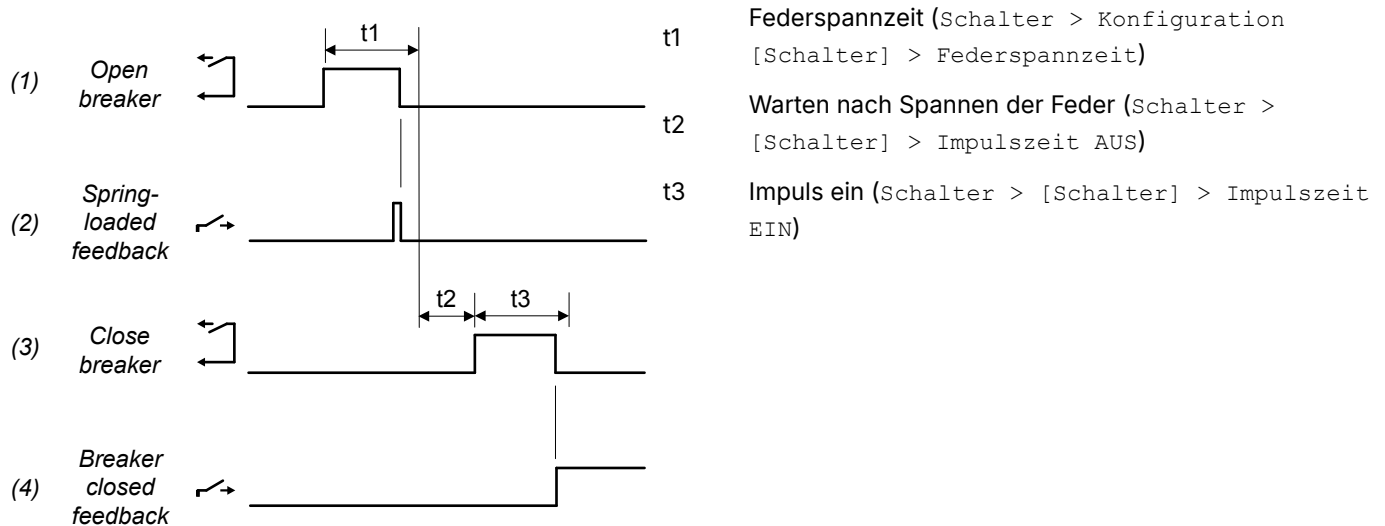 t1
(1)
Open
breaker
(2)
Spring-
loaded
feedback
t2
t3
(3)
Close
breaker
(4)
Breaker
closed
feedback
t1
Federspannzeit (Schalter > Konfiguration
[Schalter] > Federspannzeit)
t2
Warten nach Spannen der Feder (Schalter >
[Schalter] > Impulszeit AUS)
t3
Impuls ein (Schalter > [Schalter] > Impulszeit
EIN)